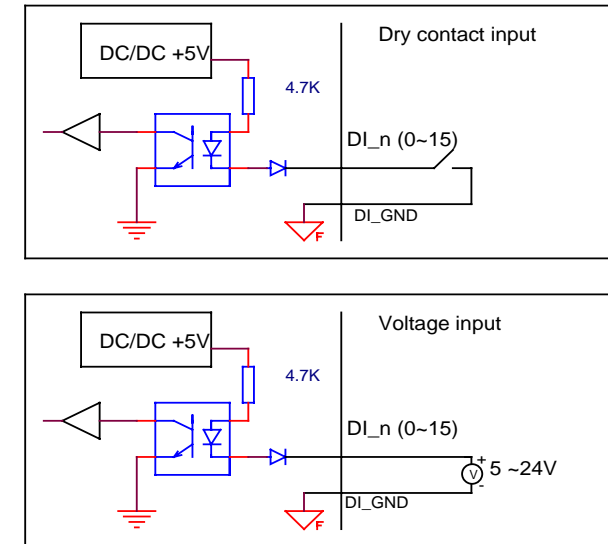 Dry contact input
DC/DC +5V
4.7K
DI_n (0~15)
DI_GND
F
Voltage input
DC/DC +5V
4.7K
DI_n (0~15)
V
+
5 ~24V
-
DI_GND
F